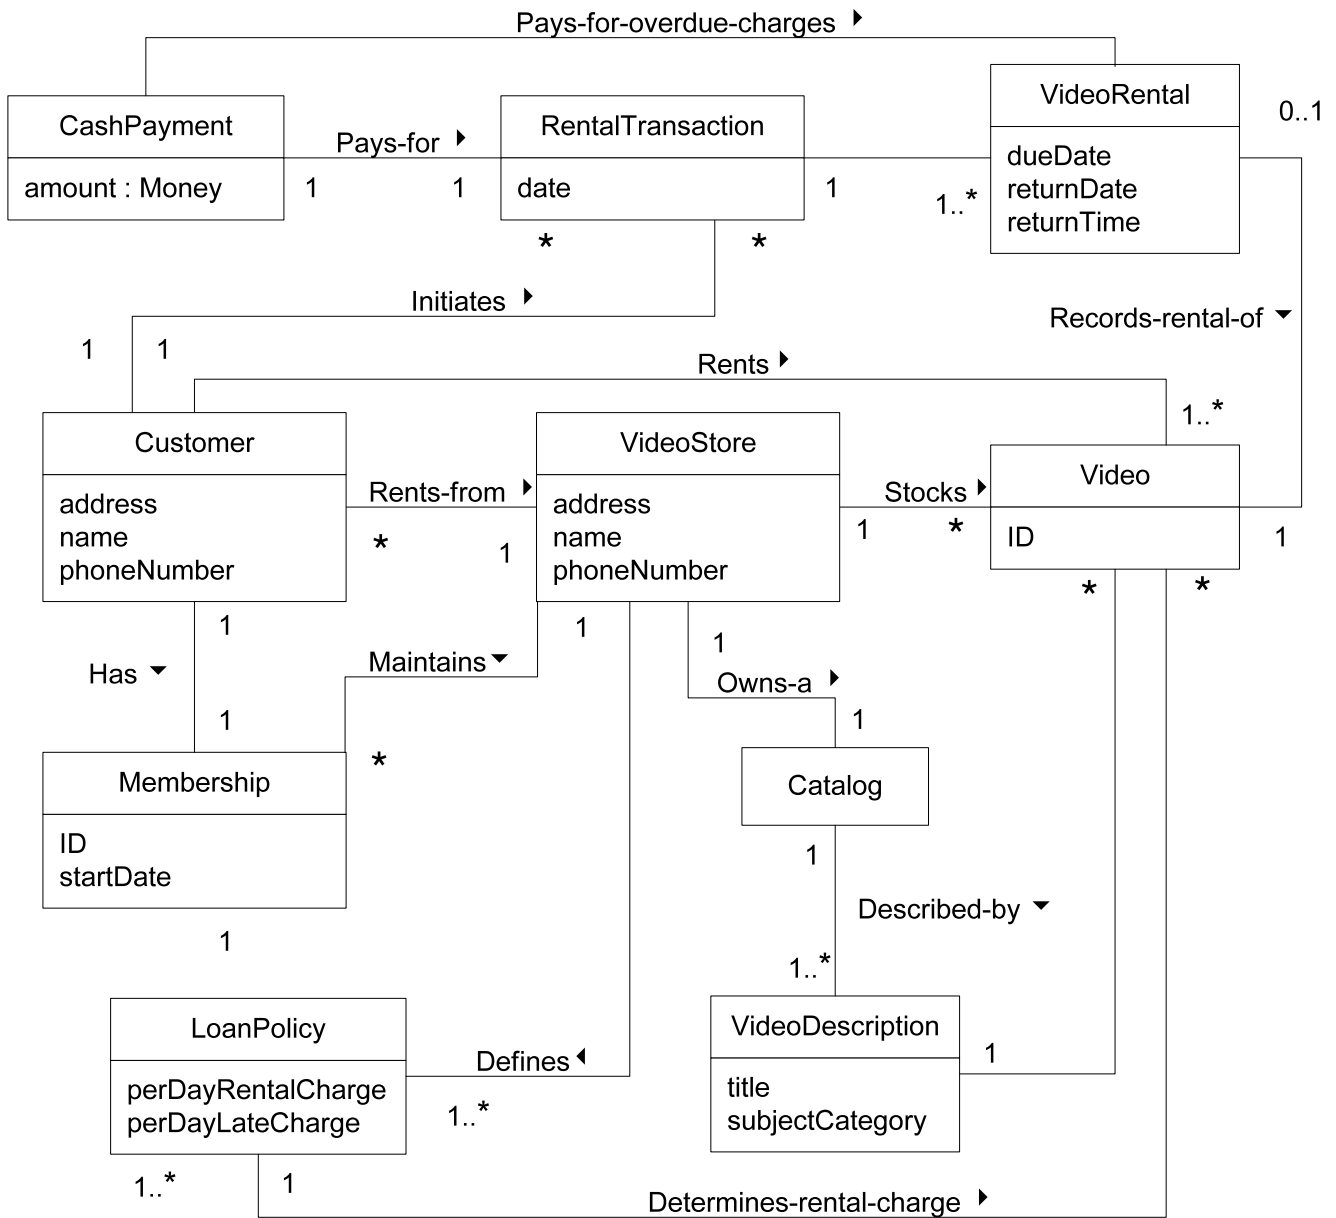 Pays-for-overdue-charges
CashPayment
amount : Money
Pays-for
1
1
RentalTransaction
date
1
1..*
VideoRental
dueDate
returnDate
returnTime
0..1
*
*
Initiates
Records-rental-of
1
1
Rents
1..*
Customer
address
name
phoneNumber
Rents-from
*
1
VideoStore
address
name
phoneNumber
Stocks
1
*
Video
ID
1
*
*
1
Has
1
Maintains
*
1
1
Owns-a
1
Membership
ID
startDate
Catalog
1
Described-by
1..*
1
LoanPolicy
perDayRentalCharge
perDayLateCharge
Defines
1..*
VideoDescription
title
subjectCategory
1
1..*
1
Determines-rental-charge